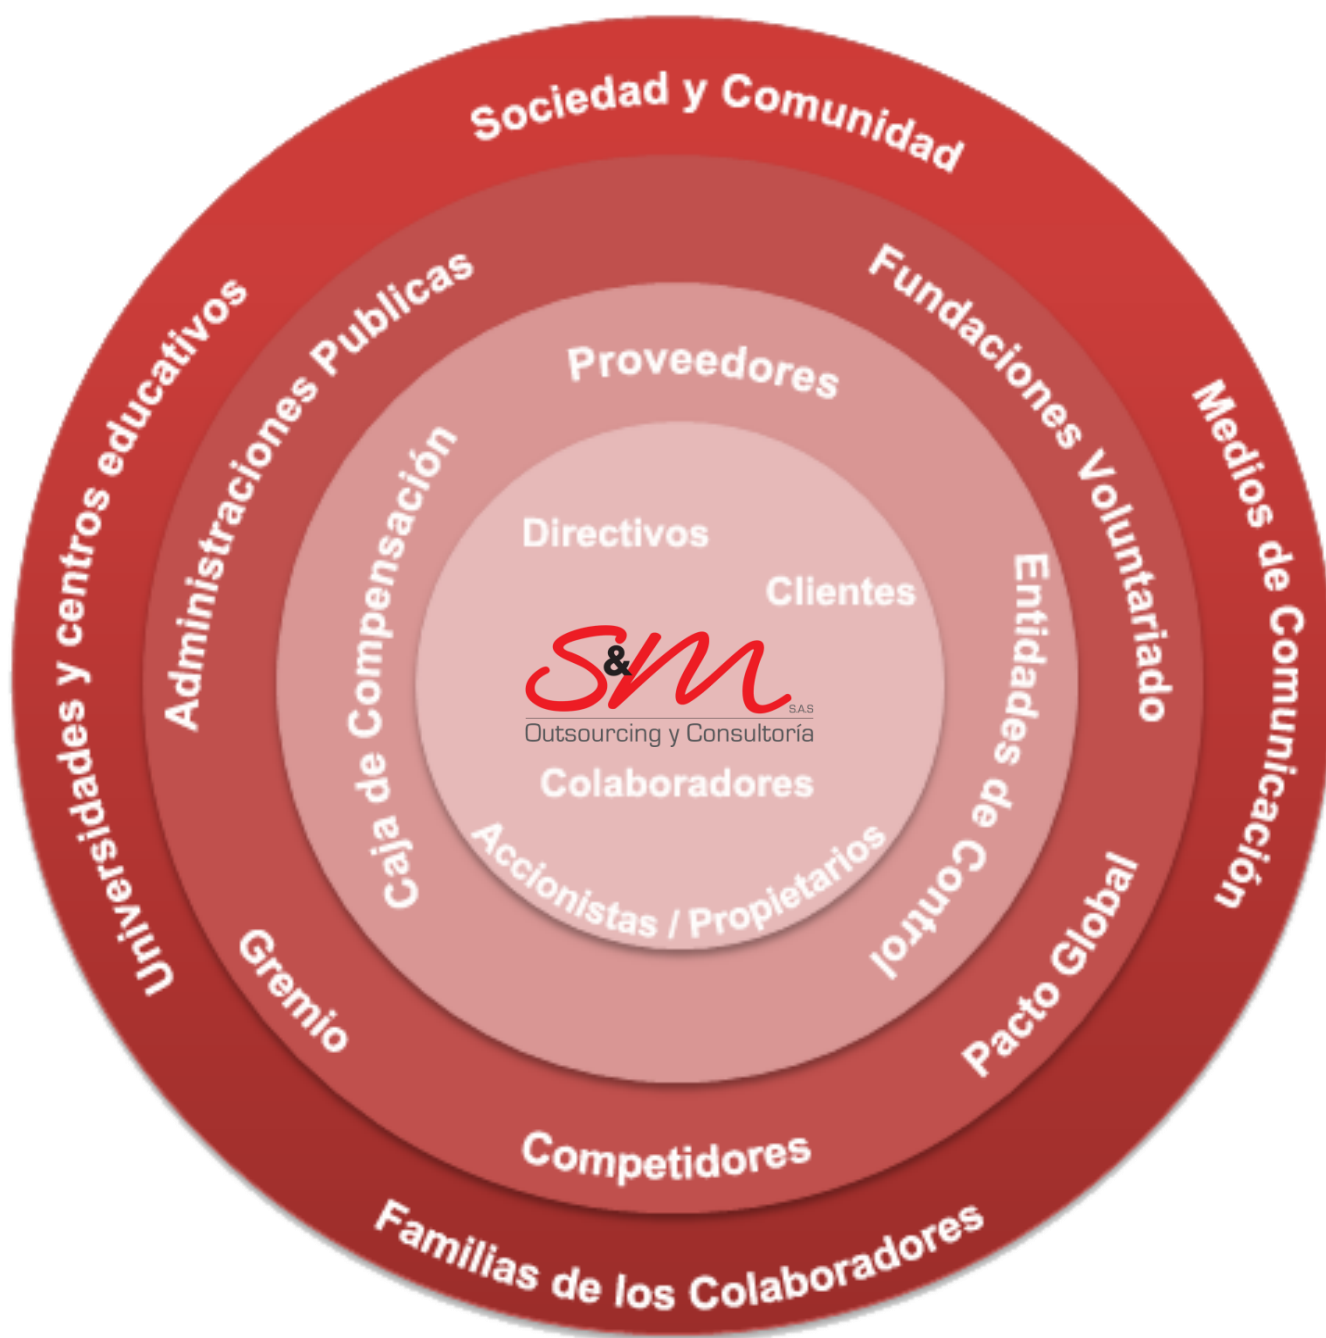 Sociedad y Comunidad
Universidades y centros educativos
Medios de Comunicación
Familias de los Colaboradores
Administraciones Publicas
Fundaciones Voluntariado
Gremio
Pacto Global
Competidores
Proveedores
Caja de Compensación
Entidades de Control
Directivos
Clientes
S&M
S.A.S
Outsourcing y Consultoría
Colaboradores
Accionistas / Propietarios